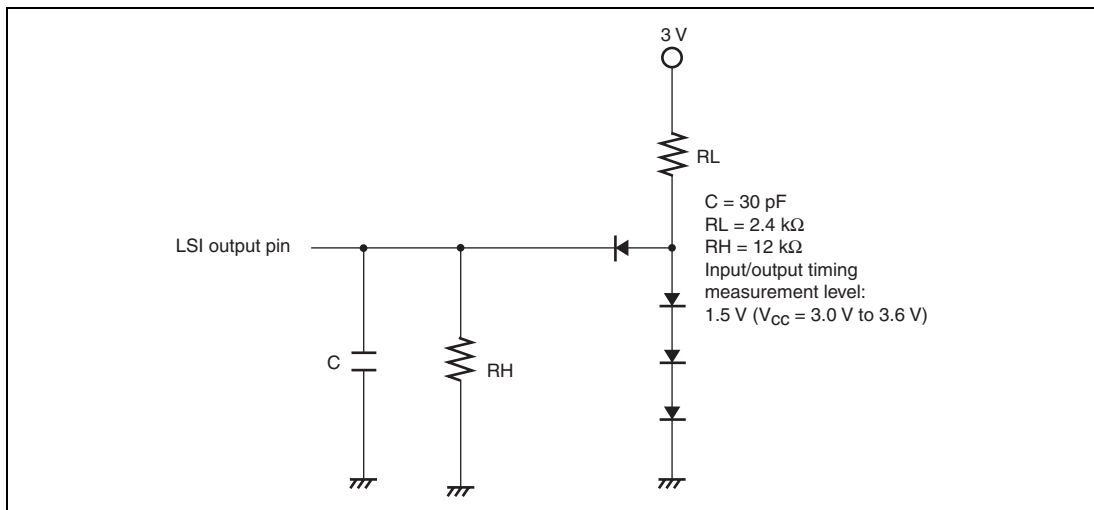 3 V
RL
C = 30 pF
RL = 2.4 kΩ
RH = 12 kΩ
Input/output timing
measurement level:
1.5 V (VCC = 3.0 V to 3.6 V)
LSI output pin
C
RH